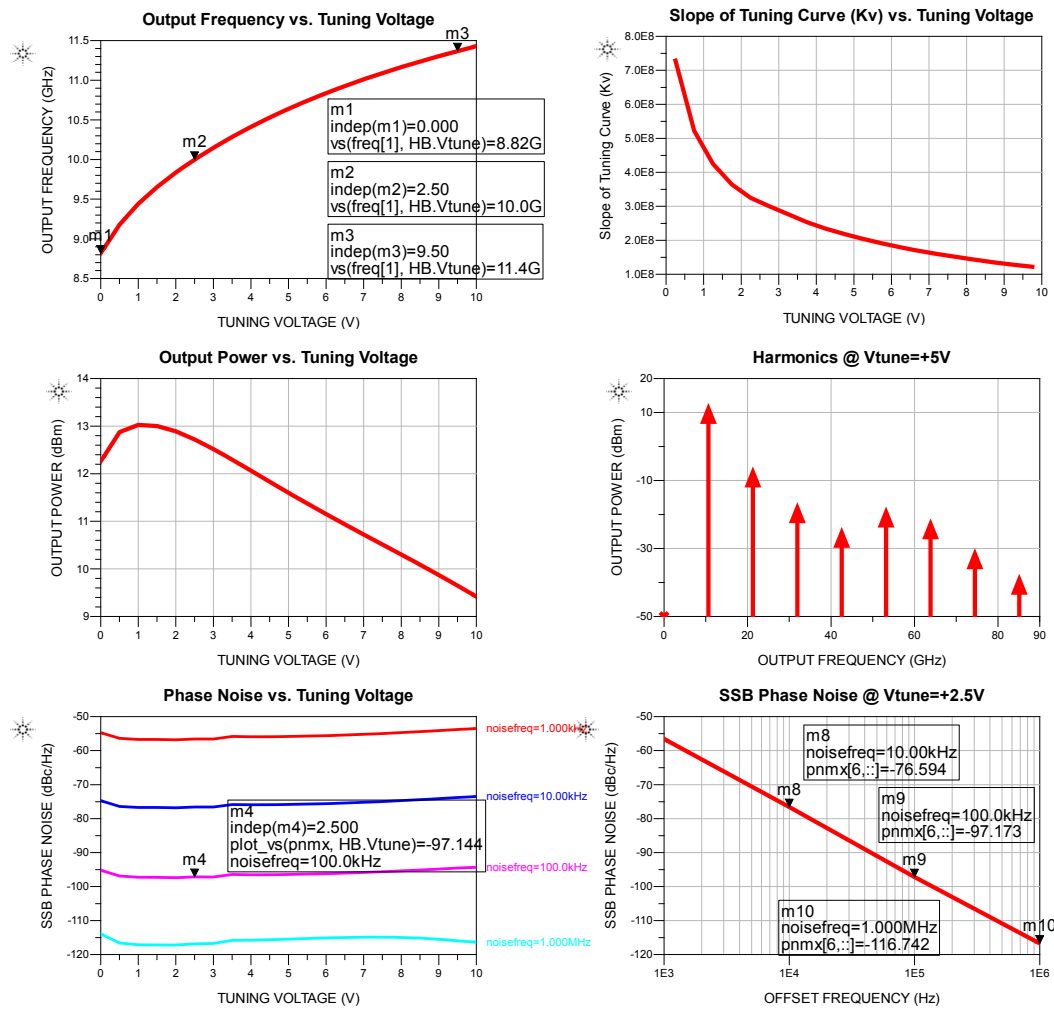 Output Frequency vs. Tuning Voltage
OUTPUT FREQUENCY (GHz)
11.5
11.0
10.5
10.0
9.5
9.0
8.5
m1
m2
m3
m1
indep(m1)=0.000
vs(freq[1], HB.Vtune)=8.82G
m2
indep(m2)=2.50
vs(freq[1], HB.Vtune)=10.0G
m3
indep(m3)=9.50
vs(freq[1], HB.Vtune)=11.4G
0 1 2 3 4 5 6 7 8 9 10
TUNING VOLTAGE (V)
Slope of Tuning Curve (Kv) vs. Tuning Voltage
Slope of Tuning Curve (Kv)
8.0E8
7.0E8
6.0E8
5.0E8
4.0E8
3.0E8
2.0E8
1.0E8
0 1 2 3 4 5 6 7 8 9 10
TUNING VOLTAGE (V)
Output Power vs. Tuning Voltage
OUTPUT POWER (dBm)
14
13
12
11
10
9
0 1 2 3 4 5 6 7 8 9 10
TUNING VOLTAGE (V)
Harmonics @ Vtune=+5V
OUTPUT POWER (dBM)
20
10
-10
-30
-50
0 20 40 60 80 90
OUTPUT FREQUENCY (GHz)
Phase Noise vs. Tuning Voltage
SSB PHASE NOISE (dBc/Hz)
-50
-60
-70
-80
-90
-100
-110
-120
noisefreq=1.000kHz
noisefreq=10.00kHz
noisefreq=100.0kHz
noisefreq=1.000MHz
m4
m4
indep(m4)=2.500
plot_vs(pnmx, HB.Vtune)=-97.144
noisefreq=100.0kHz
0 1 2 3 4 5 6 7 8 9 10
TUNING VOLTAGE (V)
SSB Phase Noise @ Vtune=+2.5V
SSB PHASE NOISE (dBc/Hz)
-50
-60
-70
-80
-90
-100
-110
-120
m8
noisefreq=10.00kHz
pnmx[6,::]=-76.594
m8
m9
noisefreq=100.0kHz
pnmx[6,::]=-97.173
m9
m10
noisefreq=1.000MHz
pnmx[6,::]=-116.742
m10
1E3 1E4 1E5 1E6
OFFSET FREQUENCY (Hz)